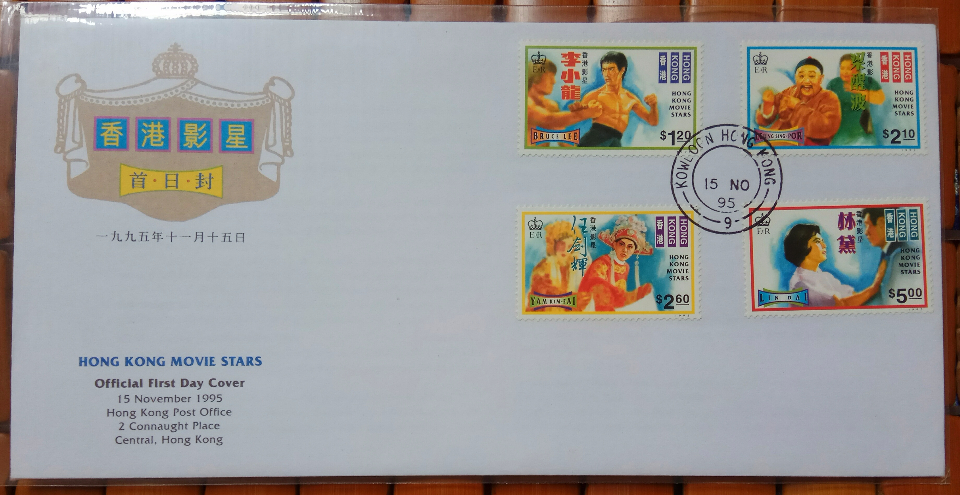 香港影星
首·日·封
一九九五年十一月十五日
HONG KONG MOVIE STARS
Official First Day Cover
15 November 1995
Hong Kong Post Office
2 Connaught Place
Central, Hong Kong
E II R
李小龍
香港影星
香港
HONG KONG
HONG
KONG
MOVIE
STARS
BRUCE LEE
$1.20
E II R
香港影星
香港
HONG KONG
HONG
KONG
MOVIE
STARS
SING-POR
$2.10
KOWLOON HONG KONG
15 NO
95
9
E II R
任劍輝
香港影星
香港
HONG KONG
HONG
KONG
MOVIE
STARS
YAM KIM-FAI
$2.60
E II R
林黛
香港影星
香港
HONG KONG
HONG
KONG
MOVIE
STARS
LIN DAI
$5.00